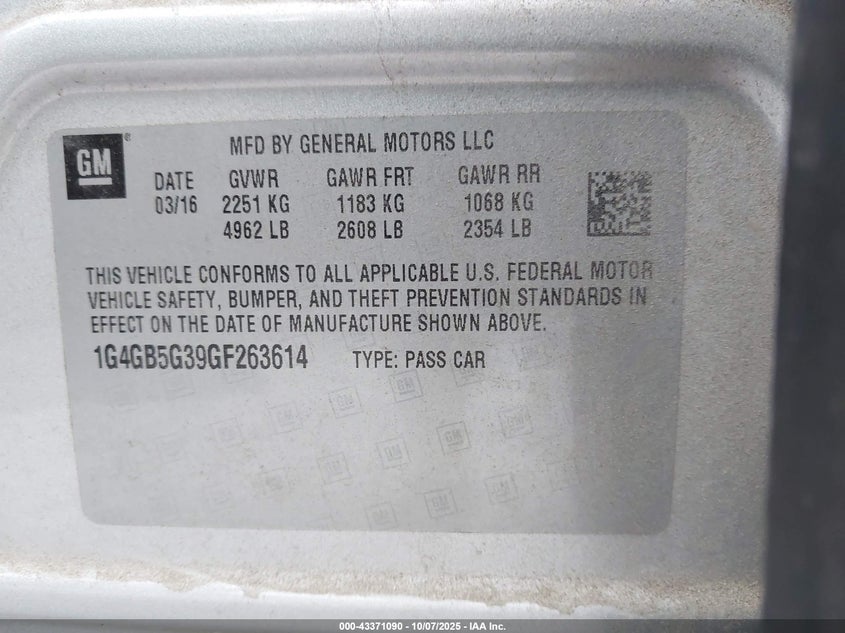 GM
MFD BY GENERAL MOTORS LLC
DATE GVWR GAWR FRT GAWR RR
03/16 2251 KG 1183 KG 1068 KG
4962 LB 2608 LB 2354 LB
THIS VEHICLE CONFORMS TO ALL APPLICABLE U.S. FEDERAL MOTOR
VEHICLE SAFETY, BUMPER, AND THEFT PREVENTION STANDARDS IN
EFFECT ON THE DATE OF MANUFACTURE SHOWN ABOVE.
1G4GB5G39GF263614 TYPE: PASS CAR
000-43371090 - 10/07/2025 - IAA Inc.